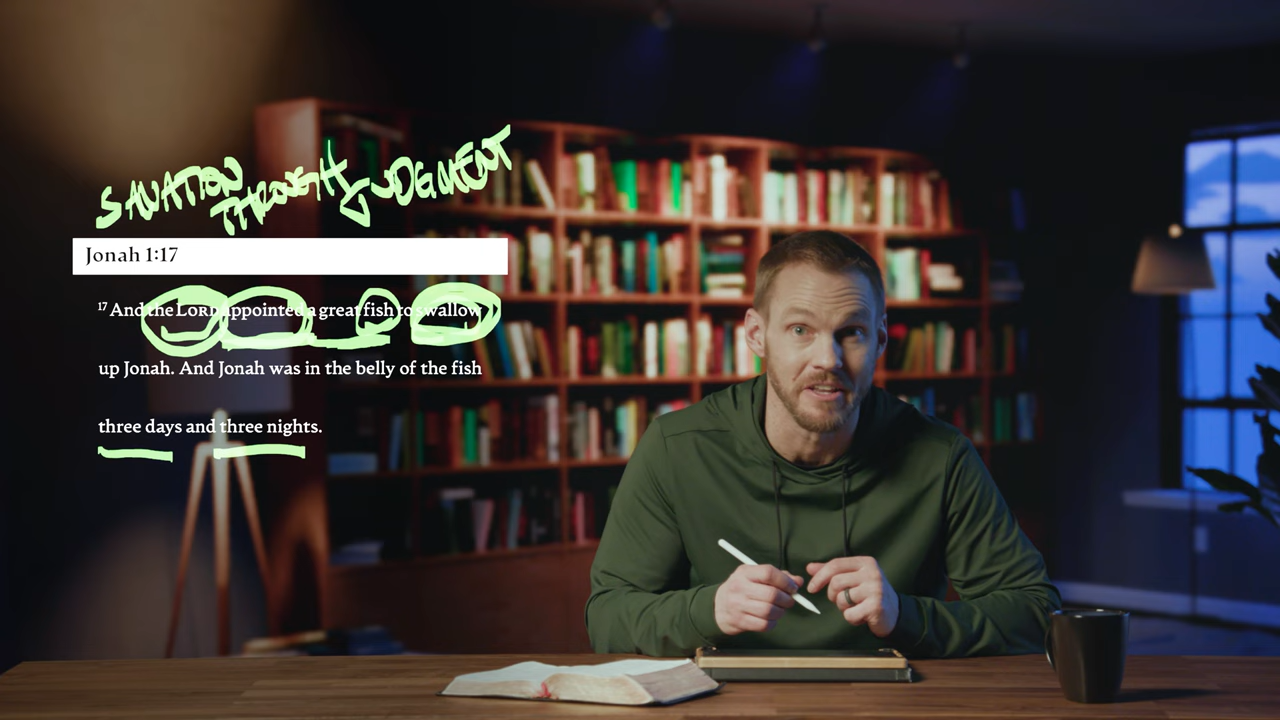 SALVATION THROUGH JUDGMENT
Jonah 1:17
17 And the LORD appointed a great fish to swallow
up Jonah. And Jonah was in the belly of the fish
three days and three nights.